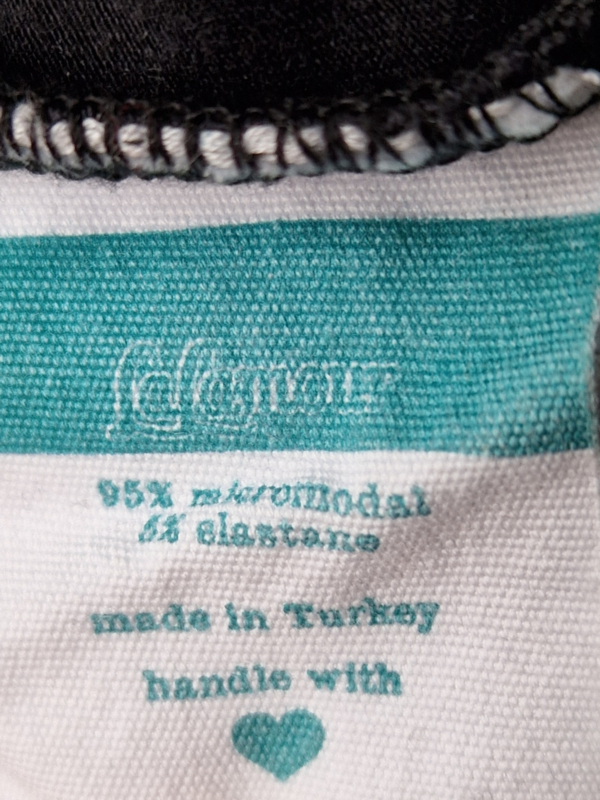 95% micromodal
5% elastane
made in Turkey
handle with